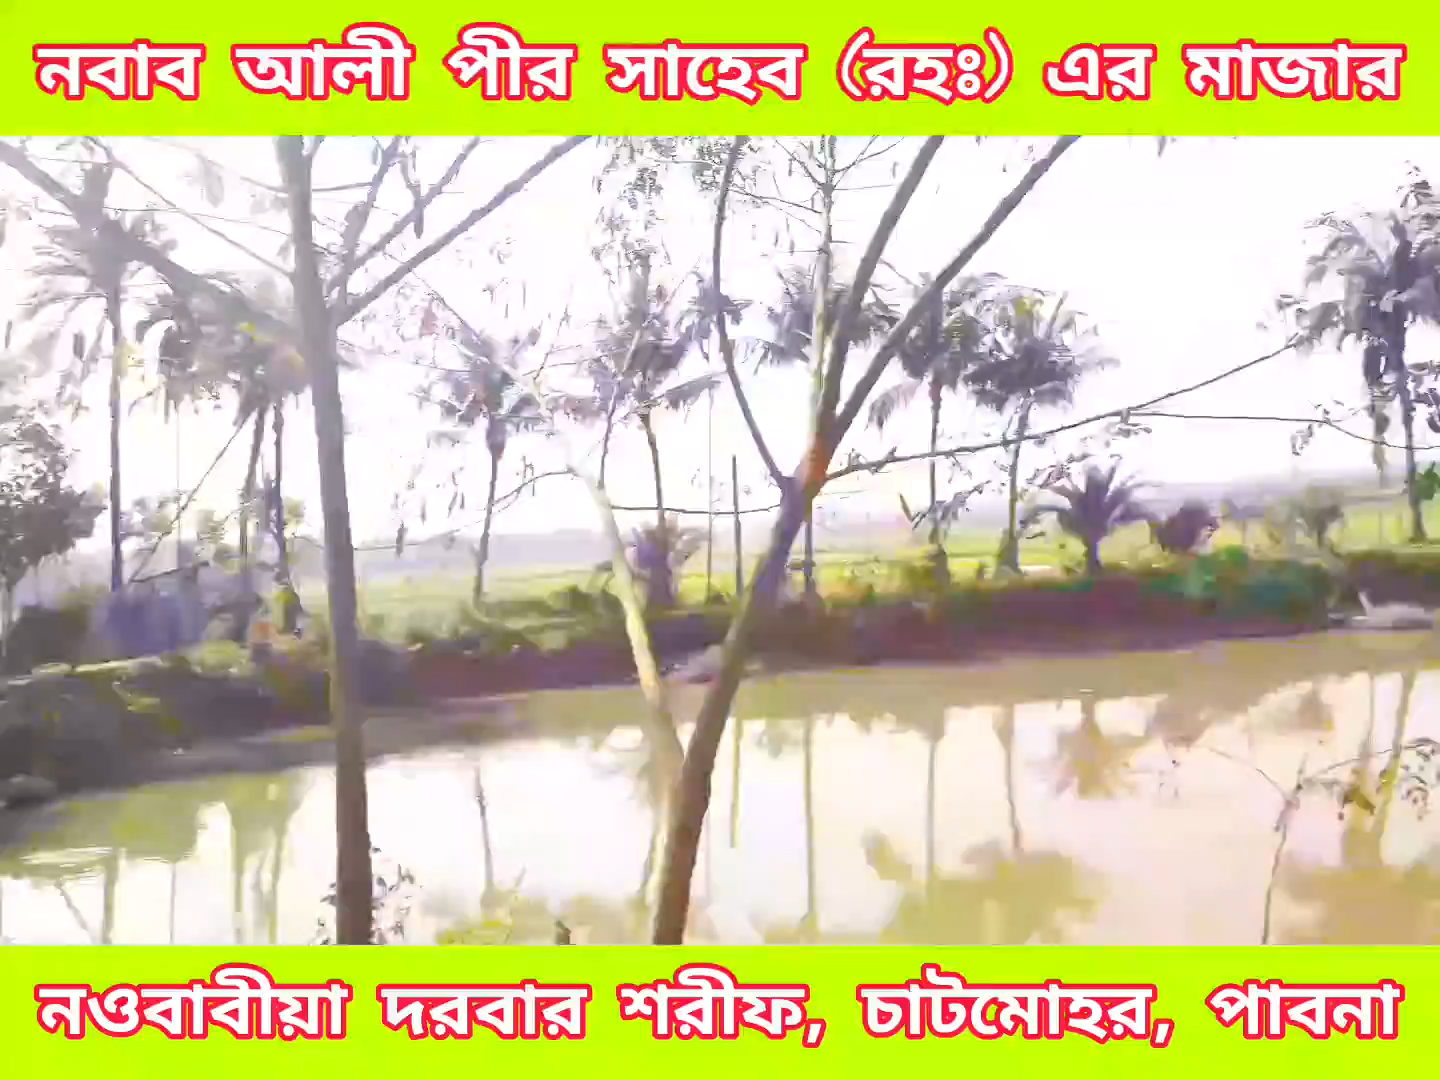 নবাব আলী পীর সাহেব (রহঃ) এর মাজার
নওবাবীয়া দরবার শরীফ, চাটমোহর, পাবনা